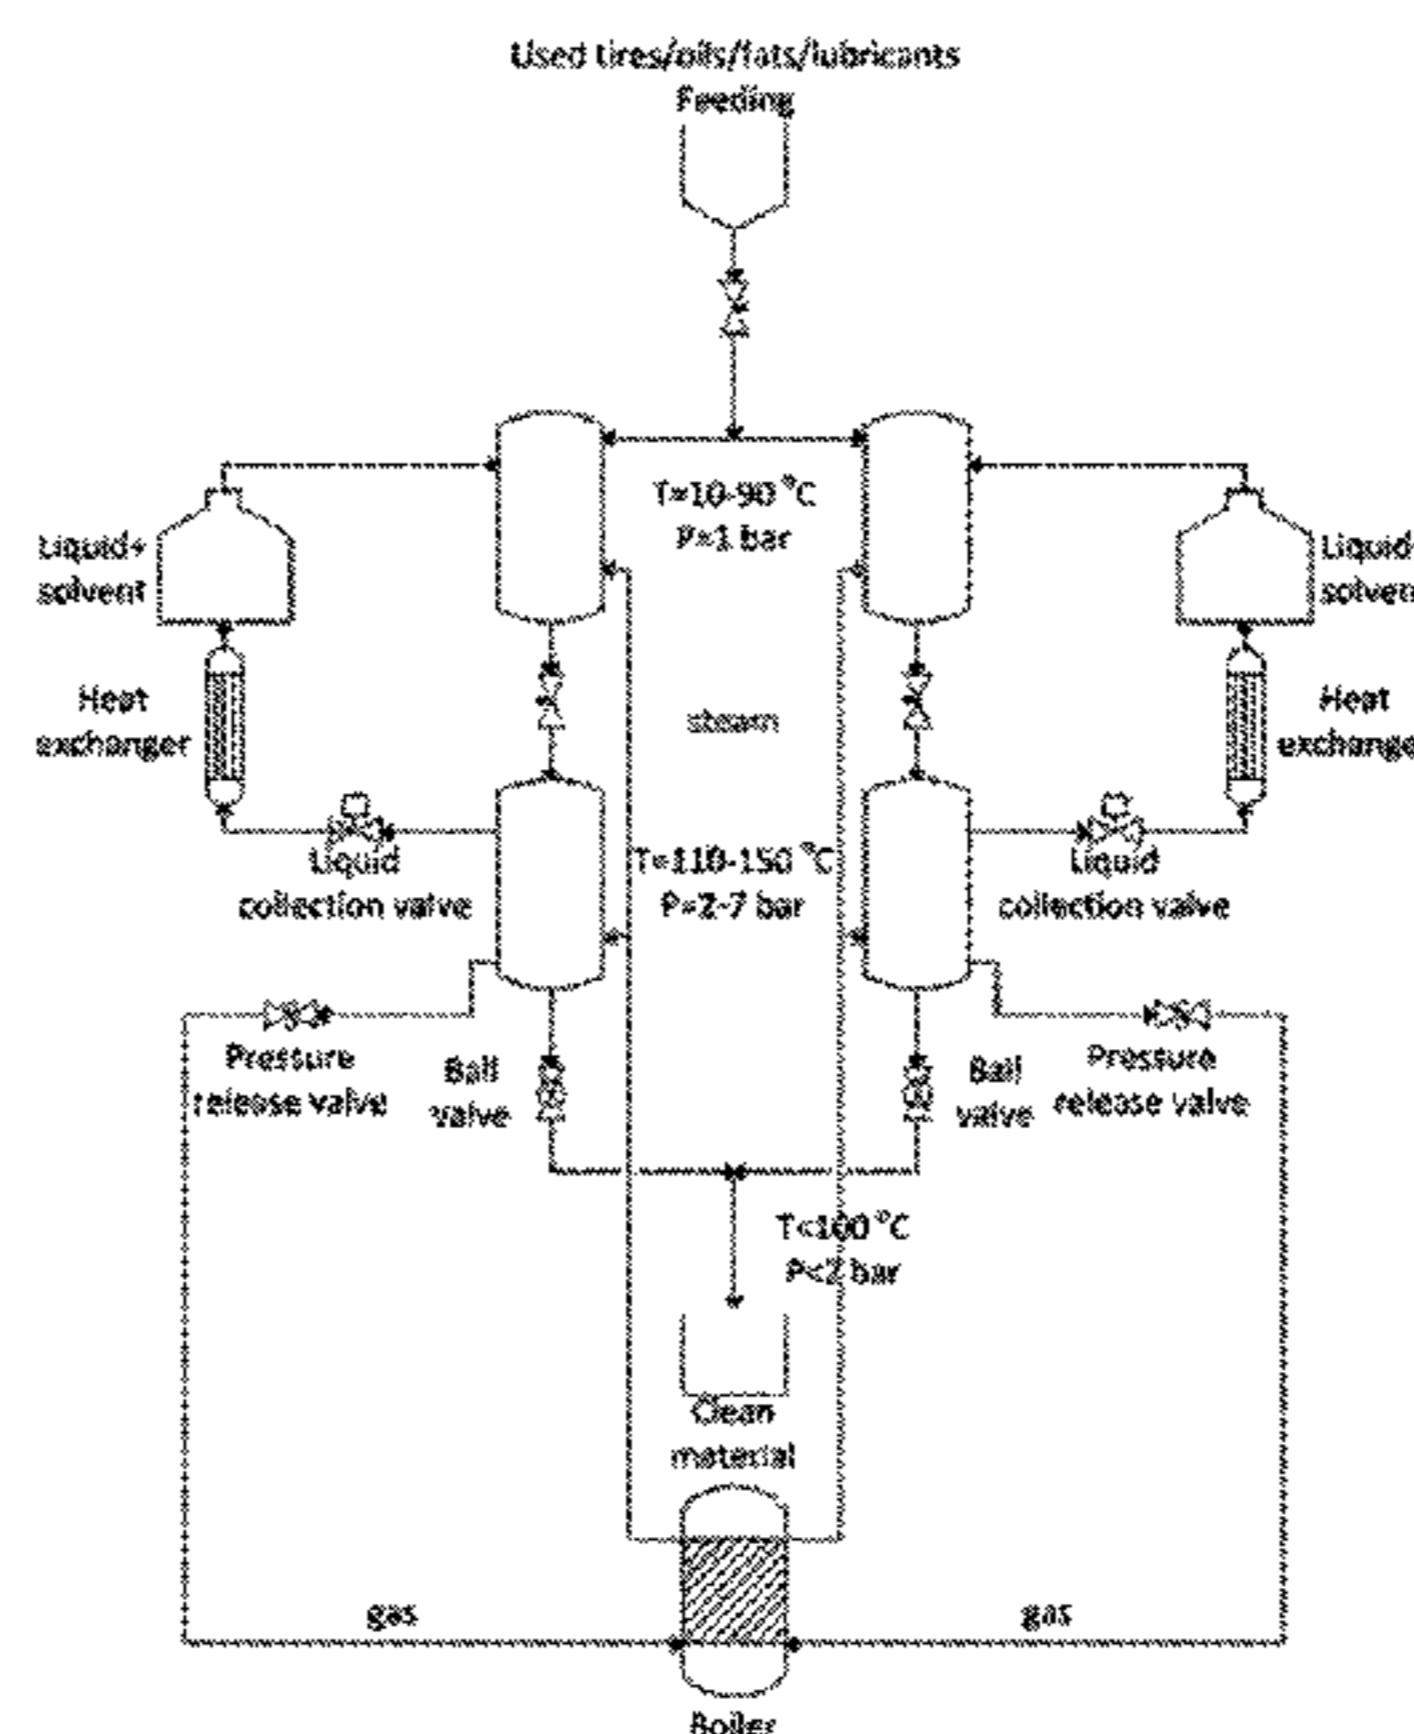 Used tires/oils/fats/lubricants
Feeding
T=10-90 °C
P=1 bar
Liquid+
solvent
Liquid
solven
Heat
exchanger
steam
Heat
exchange
T=110-150 °C
P=2-7 bar
Liquid
collection valve
Liquid
collection valve
Pressure
release valve
Ball
valve
Ball
valve
Pressure
release valve
T<100 °C
P<2 bar
Clean
material
gas
gas
Boiler